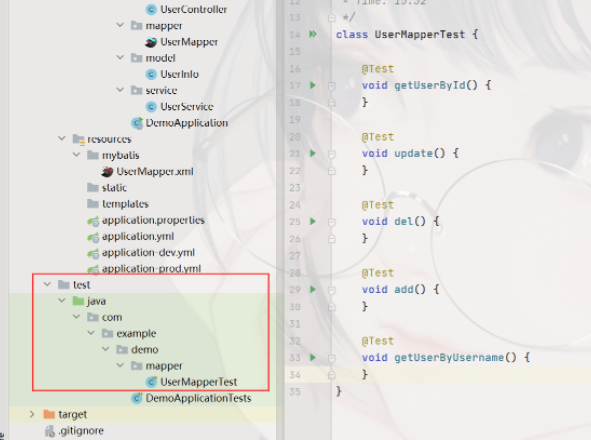 UserController
mapper
UserMapper
model
UserInfo
service
UserService
DemoApplication
resources
mybatis
UserMapper.xml
static
templates
application.properties
application.yml
application-dev.yml
application-prod.yml
test
java
com
example
demo
mapper
UserMapperTest
DemoApplicationTests
target
.gitignore
12 * Time: 15:32
13 */
14 class UserMapperTest {
15
16 @Test
17 void getUserById() {
18 }
19
20 @Test
21 void update() {
22 }
23
24 @Test
25 void del() {
26 }
27
28 @Test
29 void add() {
30 }
31
32 @Test
33 void getUserByUsername() {
34 }
35 }